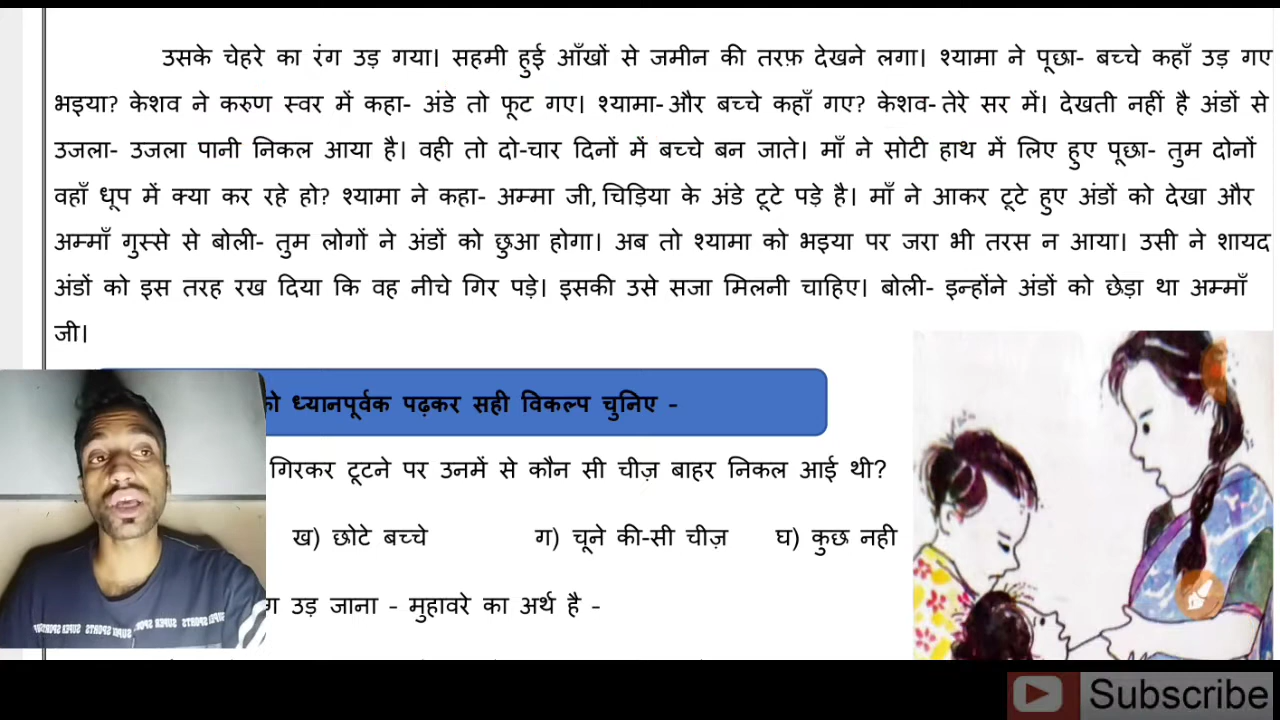 उसके चेहरे का रंग उड़ गया। सहमी हुई आँखों से जमीन की तरफ़ देखने लगा। श्यामा ने पूछा- बच्चे कहाँ उड़ गए
भइया? केशव ने करुण स्वर में कहा- अंडे तो फूट गए। श्यामा- और बच्चे कहाँ गए? केशव- तेरे सर में। देखती नहीं है अंडों से
उजला- उजला पानी निकल आया है। वही तो दो-चार दिनों में बच्चे बन जाते। माँ ने सोटी हाथ में लिए हुए पूछा- तुम दोनों
वहाँ धूप में क्या कर रहे हो? श्यामा ने कहा- अम्मा जी, चिड़िया के अंडे टूटे पड़े है। माँ ने आकर टूटे हुए अंडों को देखा और
अम्माँ गुस्से से बोली- तुम लोगों ने अंडों को छुआ होगा। अब तो श्यामा को भइया पर जरा भी तरस न आया। उसी ने शायद
अंडों को इस तरह रख दिया कि वह नीचे गिर पड़े। इसकी उसे सजा मिलनी चाहिए। बोली- इन्होंने अंडों को छेड़ा था अम्माँ
जी।
ध्यानपूर्वक पढ़कर सही विकल्प चुनिए -
गिरकर टूटने पर उनमें से कौन सी चीज़ बाहर निकल आई थी?
ख) छोटे बच्चे ग) चूने की-सी चीज़ घ) कुछ नही
उड़ जाना - मुहावरे का अर्थ है -
Subscribe